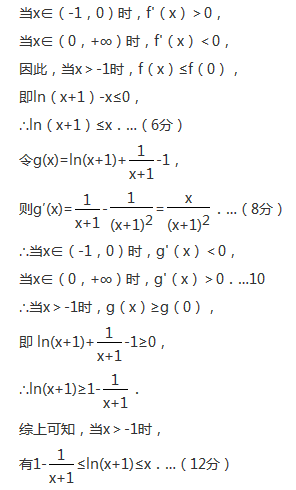 当x∈（-1，0）时，f'（x）＞0，
当x∈（0，+∞）时，f'（x）＜0，
因此，当x＞-1时，f（x）≤f（0），
即ln（x+1）-x≤0，
∴ln（x+1）≤x．…（6分）
令g(x)=ln(x+1)+\frac{1}{x+1}-1，
则g′(x)=\frac{1}{x+1}-\frac{1}{(x+1)^2}=\frac{x}{(x+1)^2}．…（8分）
∴当x∈（-1，0）时，g'（x）＜0，
当x∈（0，+∞）时，g'（x）＞0．…10
∴当x＞-1时，g（x）≥g（0），
即 ln(x+1)+\frac{1}{x+1}-1≥0，
∴ln(x+1)≥1-\frac{1}{x+1}．
综上可知，当x＞-1时，
有1-\frac{1}{x+1}≤ln(x+1)≤x．…（12分）